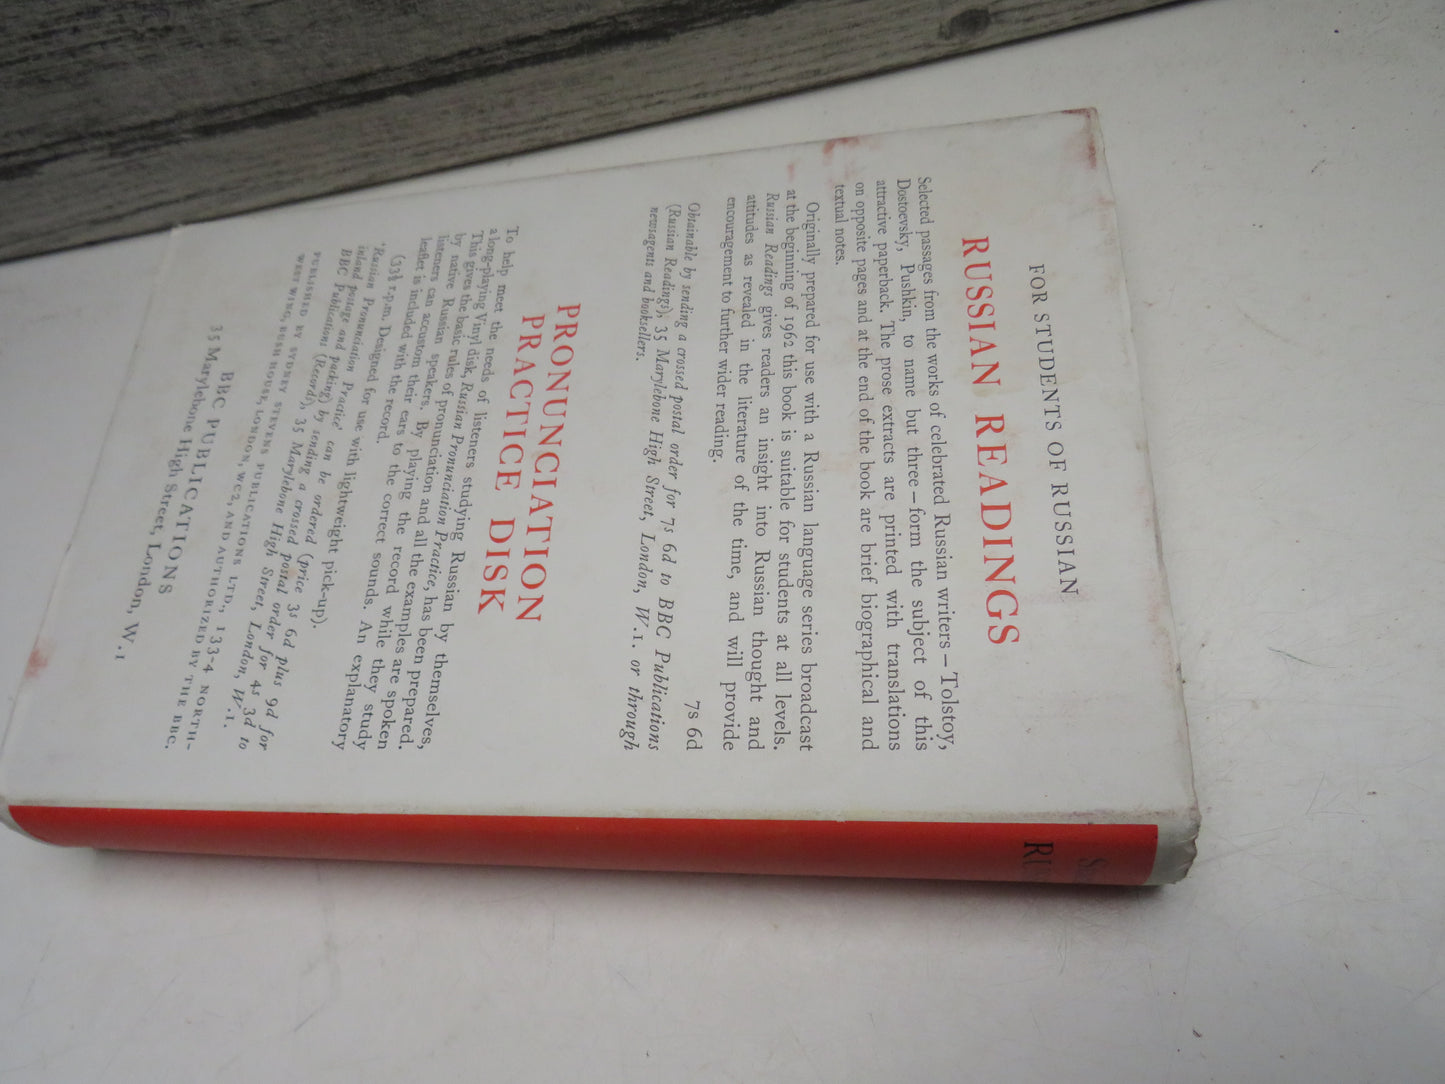 FOR STUDENTS OF RUSSIAN
RUSSIAN READINGS
Selected passages from the works of celebrated Russian writers – Tolstoy,
Dostoevsky, Pushkin, to name but three – form the subject of this
attractive paperback. The prose extracts are printed with translations
on opposite pages and at the end of the book are brief biographical and
textual notes.
Originally prepared for use with a Russian language series broadcast
at the beginning of 1962 this book is suitable for students at all levels.
Russian Readings gives readers an insight into Russian thought and
attitudes as revealed in the literature of the time, and will provide
encouragement to further wider reading.
7s 6d
Obtainable by sending a crossed postal order for 7s 6d to BBC Publications
(Russian Readings), 35 Marylebone High Street, London, W.1. or through
newsagents and booksellers.
PRONUNCIATION
PRACTICE DISK
To help meet the needs of listeners studying Russian by themselves,
a long-playing Vinyl disk, Russian Pronunciation Practice, has been prepared.
This gives the basic rules of pronunciation and all the examples are spoken
by native Russian speakers. By playing the record while they study
listeners can accustom their ears to the correct sounds. An explanatory
leaflet is included with the record.
(33⅓ r.p.m. Designed for use with lightweight pick-up).
'Russian Pronunciation Practice' can be ordered (price 3s 6d plus 9d for
inland postage and packing) by sending a crossed postal order for 4s 3d to
BBC Publications (Records), 35 Marylebone High Street, London, W.1.
PUBLISHED BY SYDNEY STEVENS PUBLICATIONS LTD., 133-4 NORTH-
WEST WING, BUSH HOUSE, LONDON, WC2, AND AUTHORIZED BY THE BBC.
BBC PUBLICATIONS
35 Marylebone High Street, London, W.1
RU